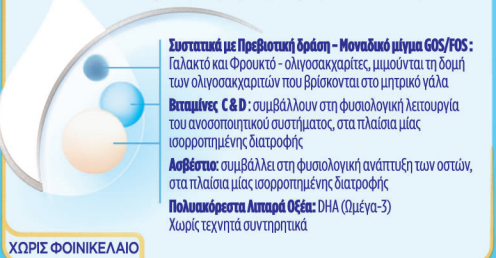 Συστατικά με Πρεβιοτική δράση - Μοναδικό μίγμα GOS/FOS :
Γαλακτό και Φρουκτό - ολιγοσακχαρίτες, μιμούνται τη δομή
των ολιγοσακχαριτών που βρίσκονται στο μητρικό γάλα
Βιταμίνες C & D : συμβάλλουν στη φυσιολογική λειτουργία
του ανοσοποιητικού συστήματος, στα πλαίσια μίας
ισορροπημένης διατροφής
Ασβέστιο: συμβάλλει στη φυσιολογική ανάπτυξη των οστών,
στα πλαίσια μίας ισορροπημένης διατροφής
Πολυακόρεστα Λιπαρά Οξέα: DHA (Ωμέγα-3)
Χωρίς τεχνητά συντηρητικά
ΧΩΡΙΣ ΦΟΙΝΙΚΕΛΑΙΟ